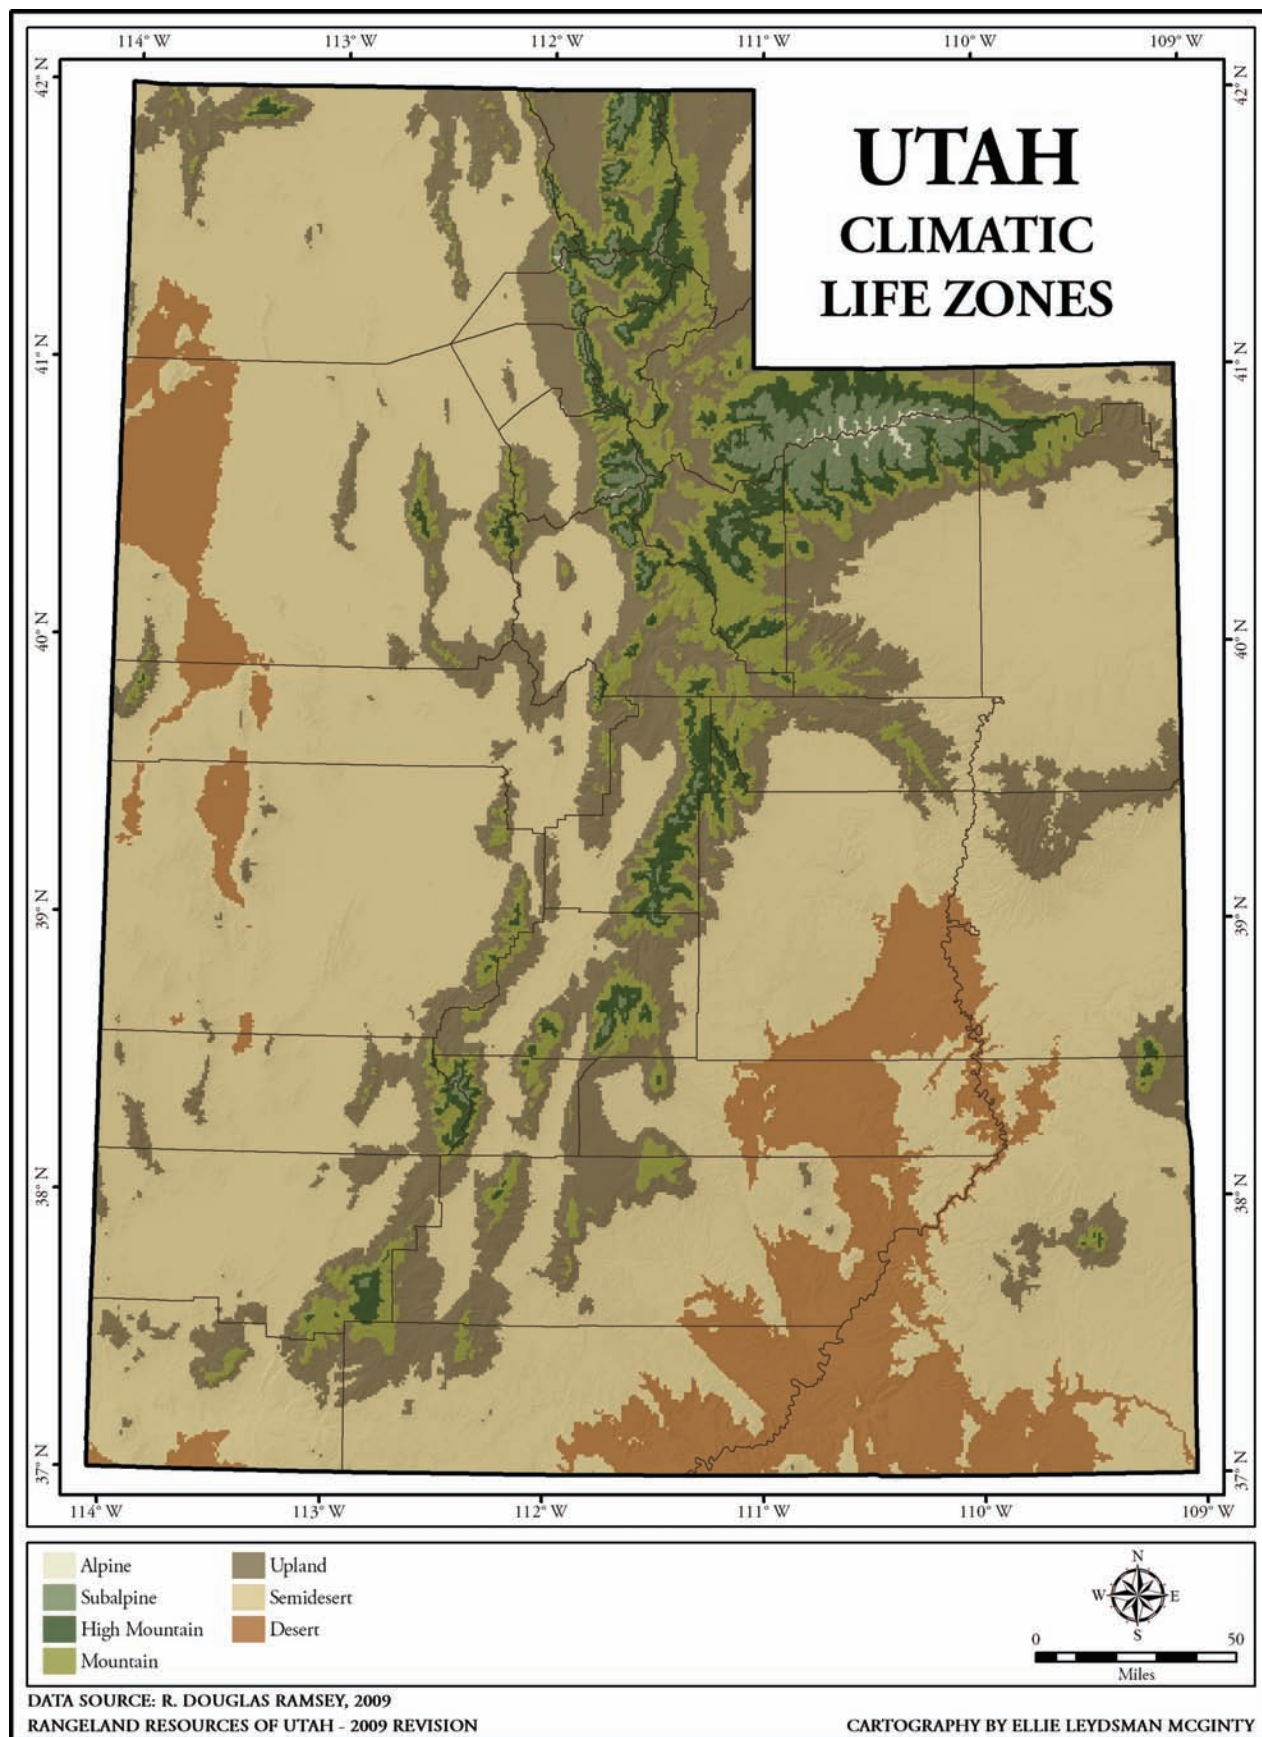 114° W 113° W 112° W 111° W 110° W 109° W
42° N
42° N
UTAH
CLIMATIC
LIFE ZONES
41° N
41° N
40° N
40° N
39° N
39° N
38° N
38° N
37° N
37° N
114° W 113° W 112° W 111° W 110° W 109° W
Alpine
Subalpine
High Mountain
Mountain
Upland
Semidesert
Desert
N
W E
S
0 50
Miles
DATA SOURCE: R. DOUGLAS RAMSEY, 2009
RANGELAND RESOURCES OF UTAH - 2009 REVISION
CARTOGRAPHY BY ELLIE LEYDSMAN MCGINTY